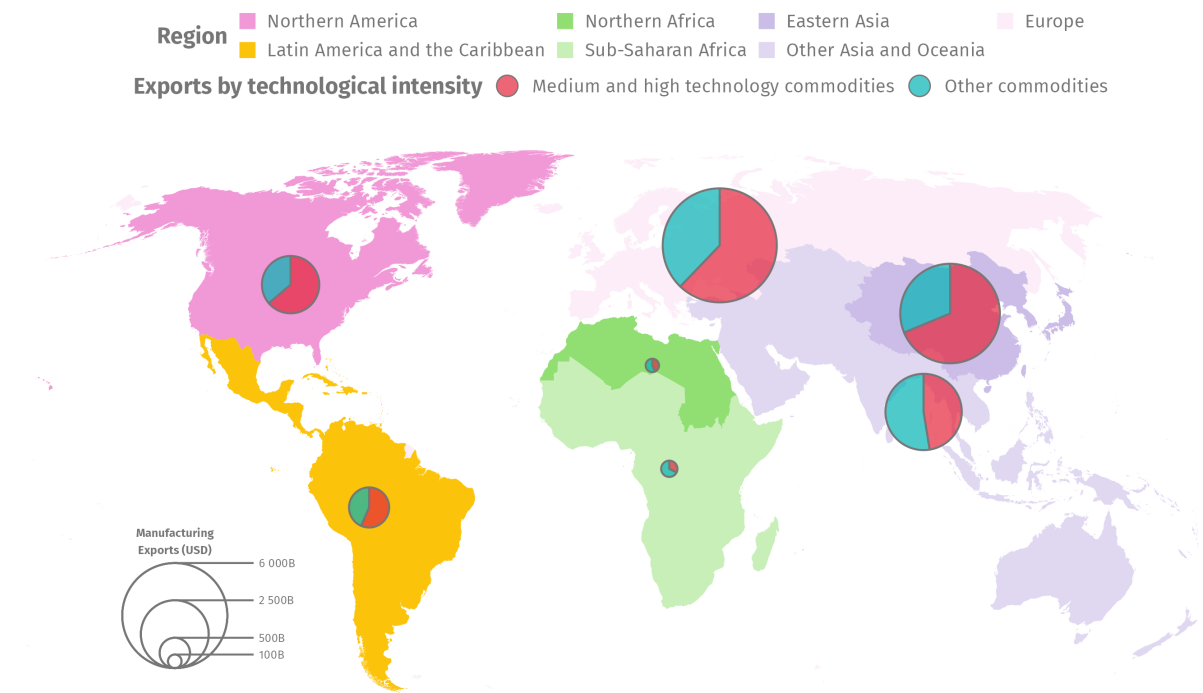 Region
Northern America
Northern Africa
Eastern Asia
Europe
Latin America and the Caribbean
Sub-Saharan Africa
Other Asia and Oceania
Exports by technological intensity
Medium and high technology commodities
Other commodities
Manufacturing
Exports (USD)
6 000B
2 500B
500B
100B